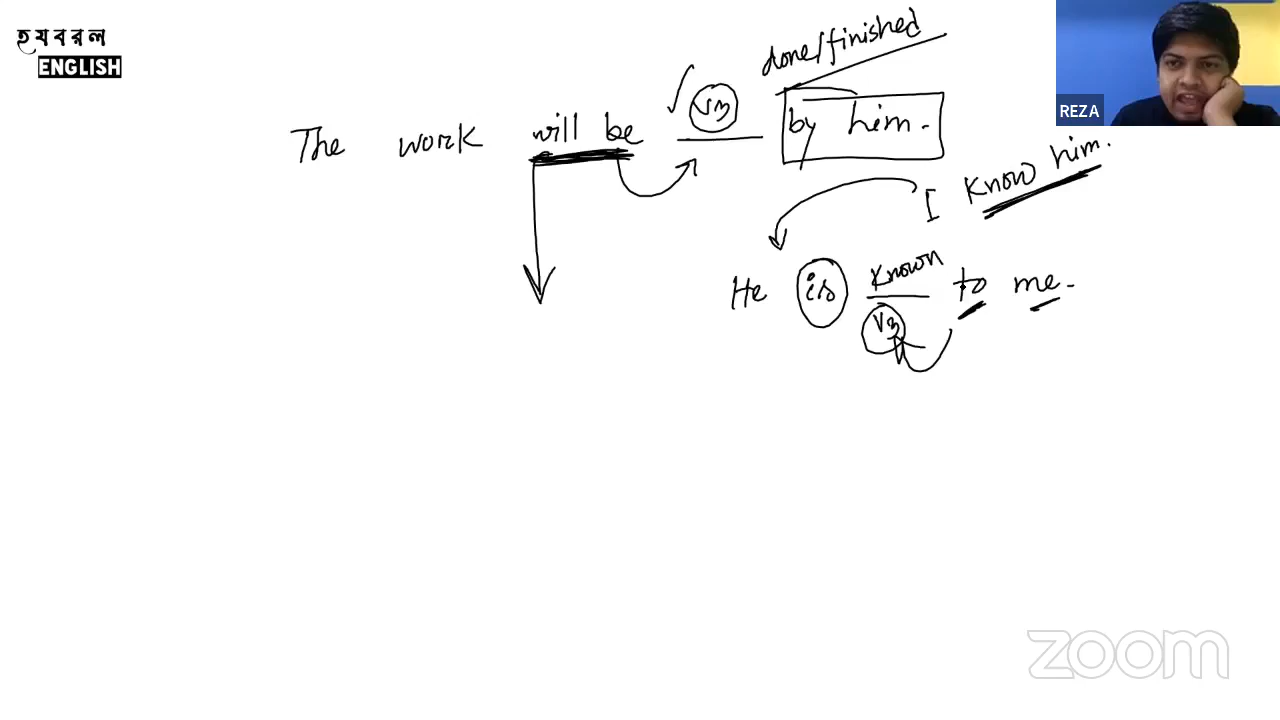 হযবরল
ENGLISH
REZA
done/finished
V3
The work will be by him.
I know him.
He is known to me.
V3
zoom